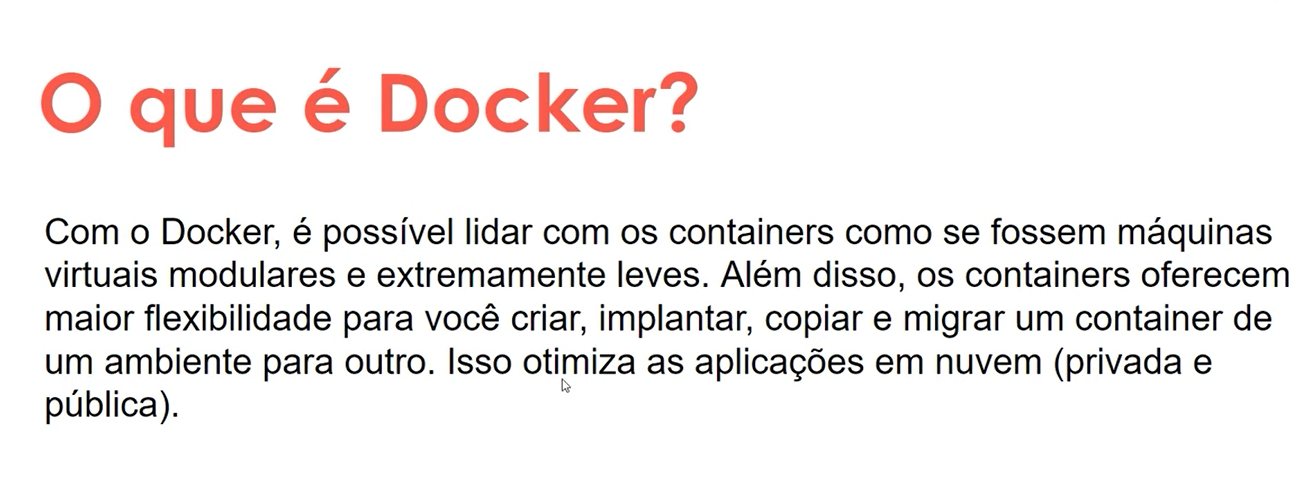 O que é Docker?
Com o Docker, é possível lidar com os containers como se fossem máquinas
virtuais modulares e extremamente leves. Além disso, os containers oferecem
maior flexibilidade para você criar, implantar, copiar e migrar um container de
um ambiente para outro. Isso otimiza as aplicações em nuvem (privada e
pública).